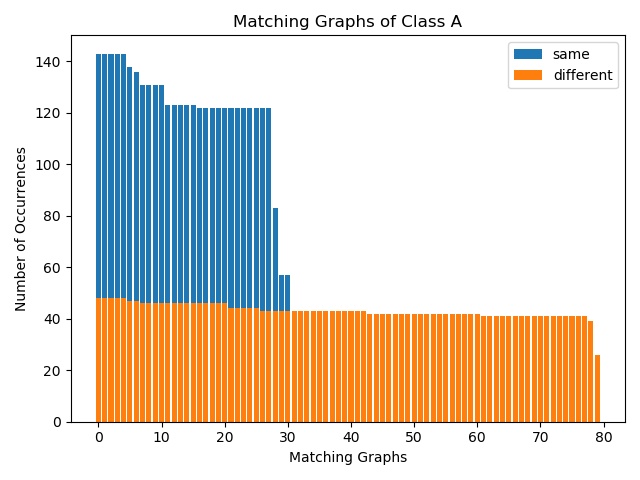 Matching Graphs of Class A
same
different
Number of Occurrences
140
120
100
80
60
40
20
0
0 10 20 30 40 50 60 70 80
Matching Graphs